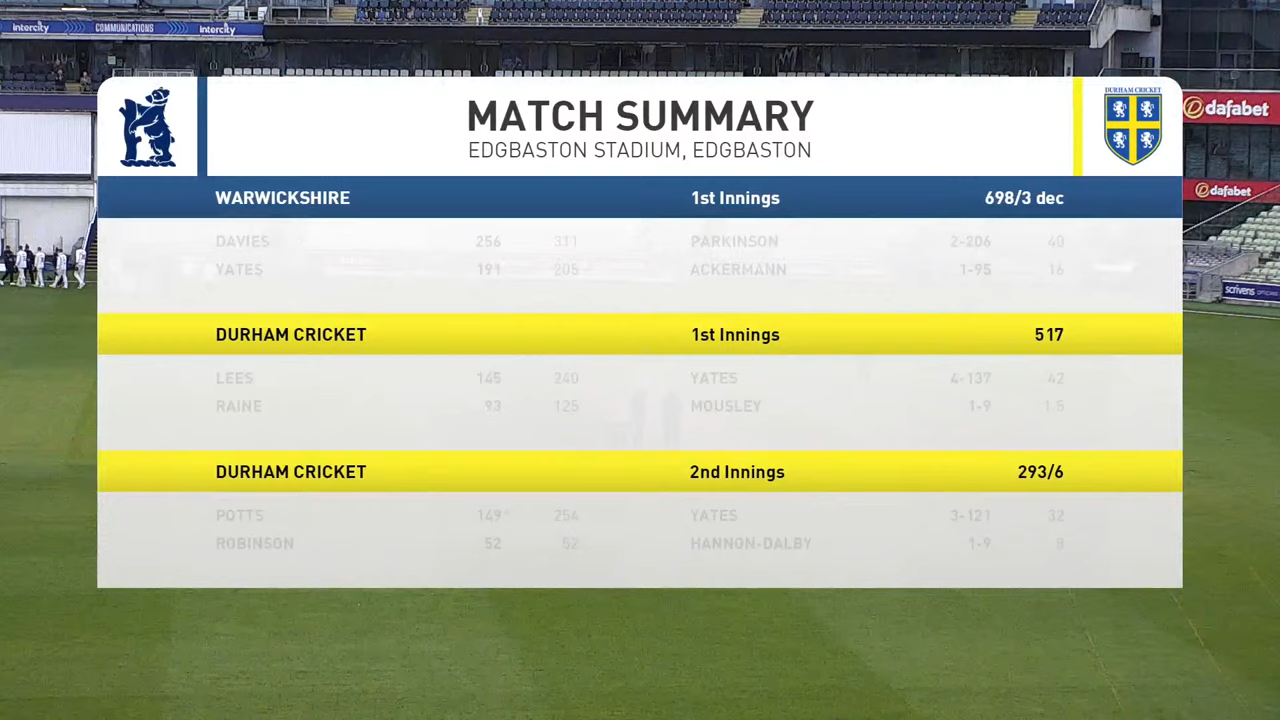 intercity COMMUNICATIONS intercity
MATCH SUMMARY
EDGBASTON STADIUM, EDGBASTON
DURHAM CRICKET
dafabet
dafabet
WARWICKSHIRE 1st Innings 698/3 dec
DAVIES 256 311 PARKINSON 2-206 40
YATES 191 205 ACKERMANN 1-95 16
scrivens
DURHAM CRICKET 1st Innings 517
LEES 145 240 YATES 4-137 42
RAINE 93 125 MOUSLEY 1-9 1.5
DURHAM CRICKET 2nd Innings 293/6
POTTS 149* 254 YATES 3-121 32
ROBINSON 52 52 HANNON-DALBY 1-9 8